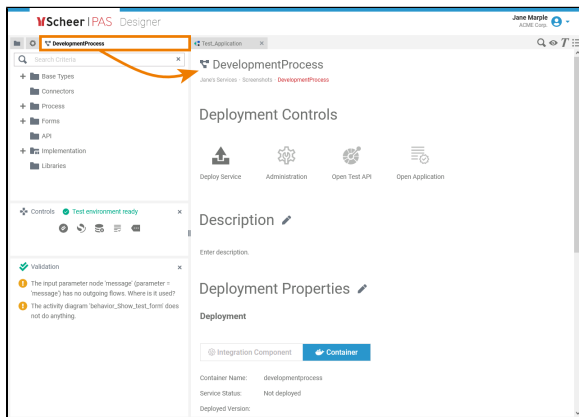 Scheer PAS Designer
Jane Marple
ACME Corp.
DevelopmentProcess
Test_Application
Search Criteria
Base Types
Connectors
Process
Forms
API
Implementation
Libraries
Controls
Test environment ready
Validation
The input parameter node 'message' (parameter =
'message') has no outgoing flows. Where is it used?
The activity diagram 'behavior_Show_test_form' does
not do anything.
DevelopmentProcess
Jane's Services - Screenshots - DevelopmentProcess
Deployment Controls
Deploy Service
Administration
Open Test API
Open Application
Description
Enter description.
Deployment Properties
Deployment
Integration Component
Container
Container Name: developmentprocess
Service Status: Not deployed
Deployed Version: